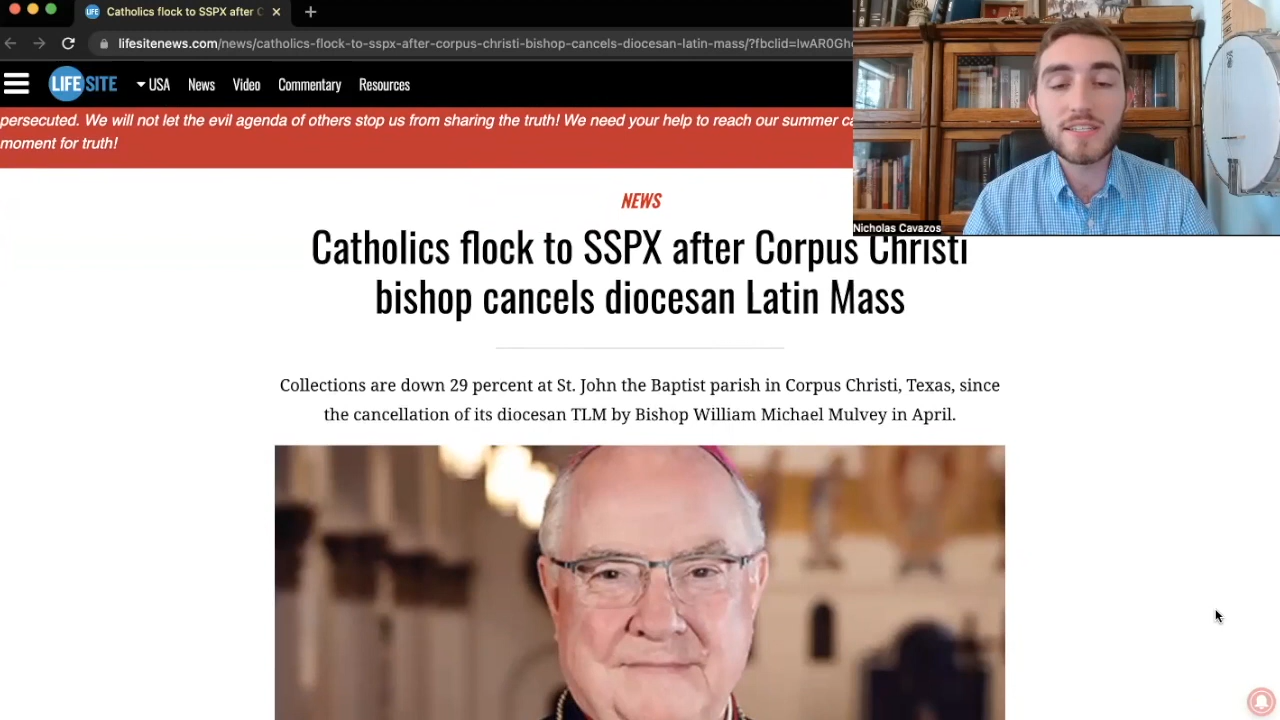 Catholics flock to SSPX after C
lifesitenews.com/news/catholics-flock-to-sspx-after-corpus-christi-bishop-cancels-diocesan-latin-mass/?fbclid=IwAR0Gh
LIFE SITE
USA
News
Video
Commentary
Resources
persecuted. We will not let the evil agenda of others stop us from sharing the truth! We need your help to reach our summer ca
moment for truth!
Nicholas Cavazos
NEWS
Catholics flock to SSPX after Corpus Christi
bishop cancels diocesan Latin Mass
Collections are down 29 percent at St. John the Baptist parish in Corpus Christi, Texas, since
the cancellation of its diocesan TLM by Bishop William Michael Mulvey in April.